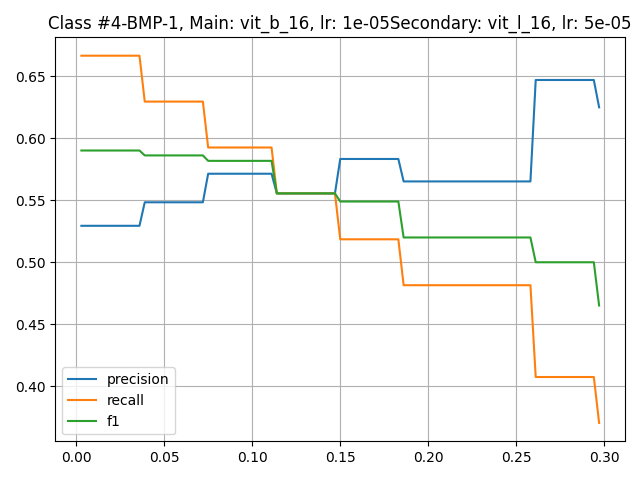 Class #4-BMP-1, Main: vit_b_16, lr: 1e-05Secondary: vit_l_16, lr: 5e-05
0.65
0.60
0.55
0.50
0.45
0.40
precision
recall
f1
0.00 0.05 0.10 0.15 0.20 0.25 0.30